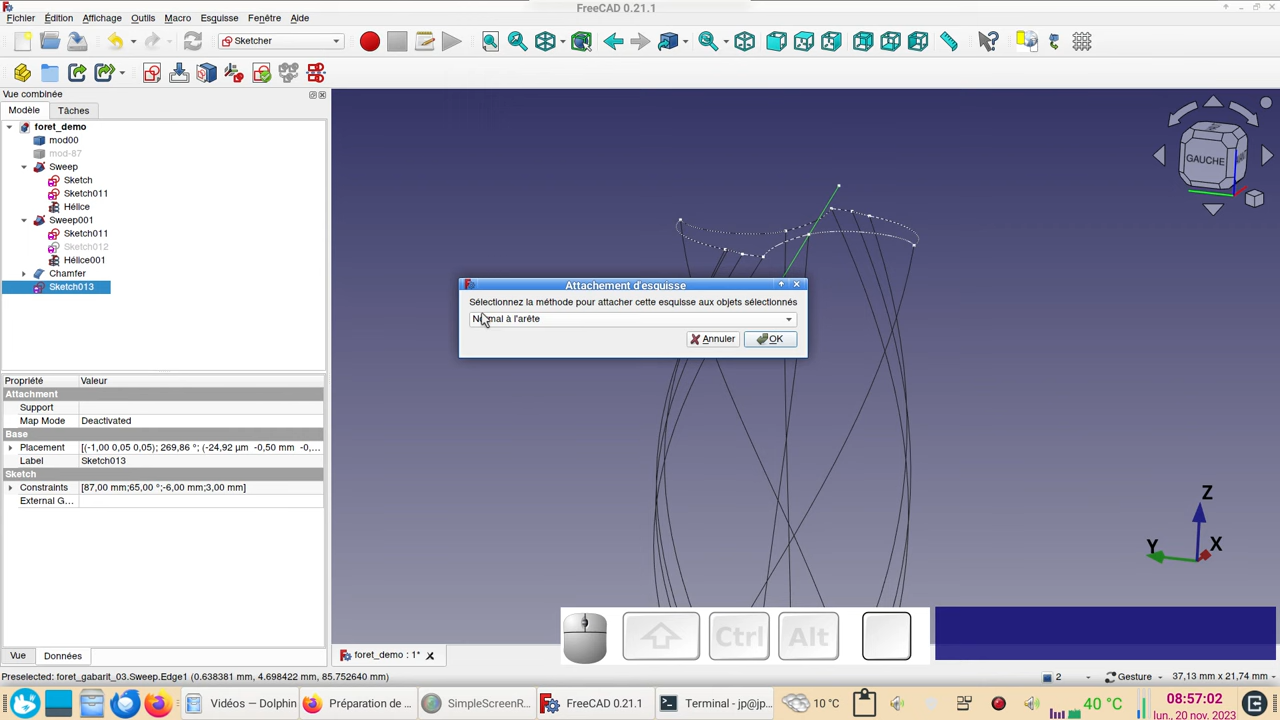 FreeCAD 0.21.1
Fichier Édition Affichage Outils Macro Esquisse Fenêtre Aide
Sketcher
Vue combinée
Modèle Tâches
foret_demo
mod00
mod-87
Sweep
Sketch
Sketch011
Hélice
Sweep001
Sketch011
Sketch012
Hélice001
Chamfer
Sketch013
Propriété Valeur
Attachment
Support
Map Mode Deactivated
Base
Placement [(-1,00 0,05 0,05); 269,86 °; (-24,92 µm -0,50 mm -0,...
Label Sketch013
Sketch
Constraints [87,00 mm;65,00 °;-6,00 mm;3,00 mm]
External G...
Vue Données
Attachement d'esquisse
Sélectionnez la méthode pour attacher cette esquisse aux objets sélectionnés
Normal à l'arête
Annuler OK
GAUCHE
Z
Y X
Ctrl Alt
foret_demo : 1*
Preselected: foret_gabarit_03.Sweep.Edge1 (0.638381 mm, 4.698422 mm, 85.752640 mm)
2 Gesture 37,13 mm × 21,74 mm
Vidéos — Dolphin
Préparation de...
SimpleScreenR...
FreeCAD 0.21.1
Terminal - jp@jp...
10 °C
40 °C
08:57:02
lun., 20 nov. 2023